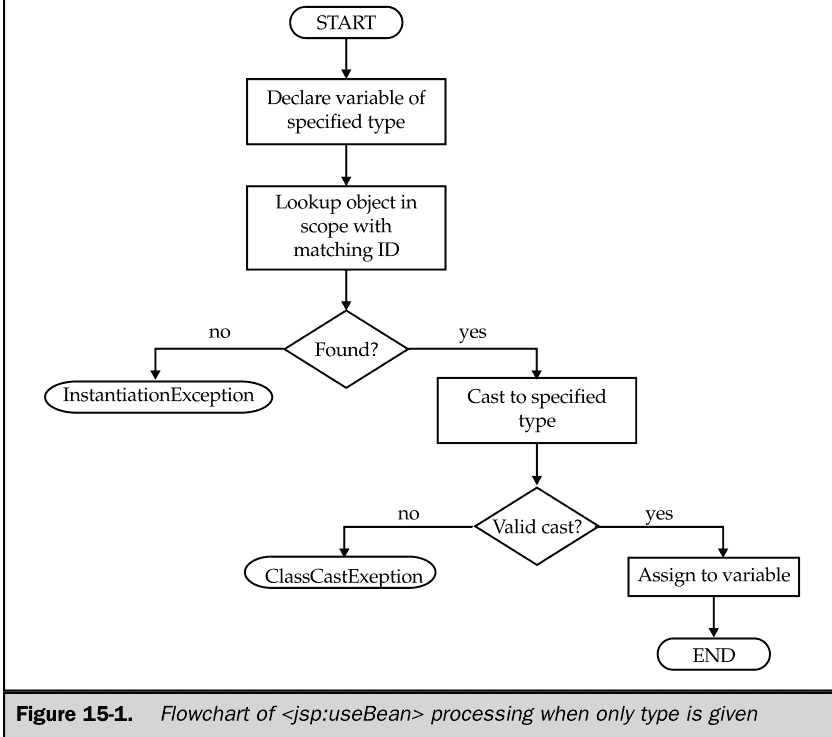 START
Declare variable of
specified type
Lookup object in
scope with
matching ID
Found?
no
yes
InstantiationException
Cast to specified
type
Valid cast?
no
yes
ClassCastExeption
Assign to variable
END
Figure 15-1. Flowchart of <jsp:useBean> processing when only type is given